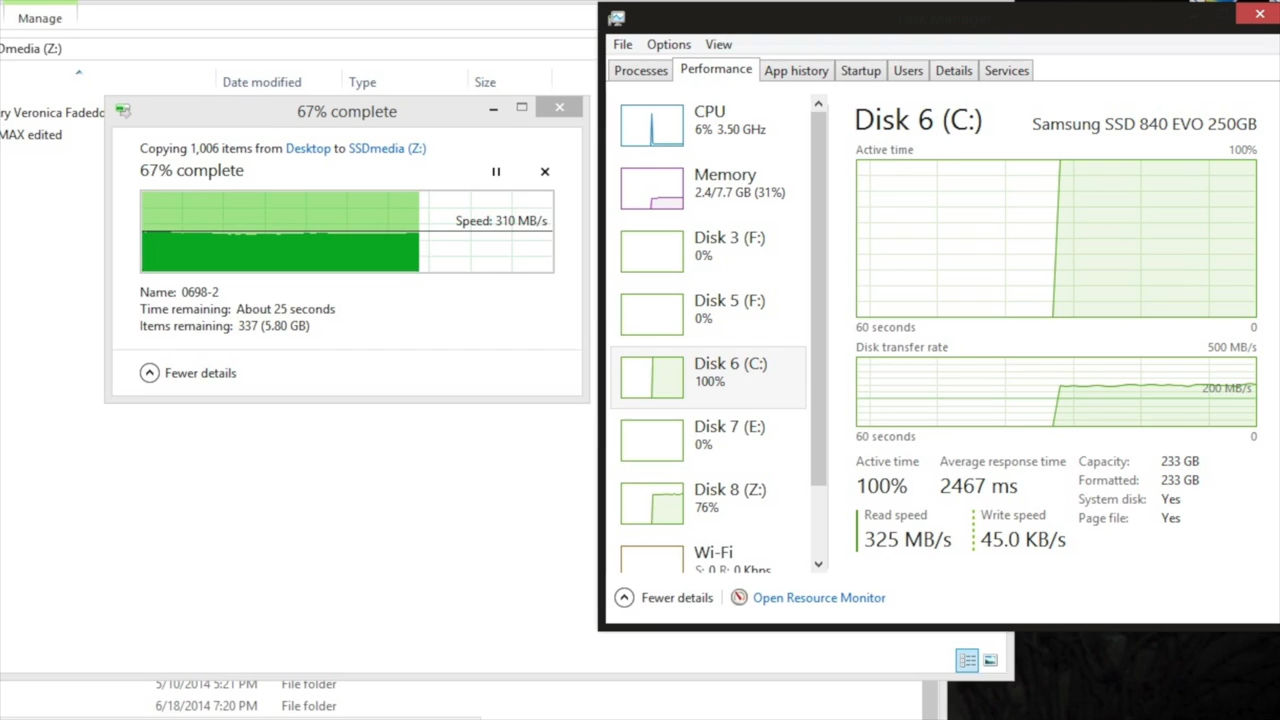 Manage
Dmedia (Z:)
Date modified
Type
Size
ry Veronica Fadedo
MAX edited
67% complete
Copying 1,006 items from Desktop to SSDmedia (Z:)
67% complete
Speed: 310 MB/s
Name: 0698-2
Time remaining: About 25 seconds
Items remaining: 337 (5.80 GB)
Fewer details
5/10/2014 5:21 PM File folder
6/18/2014 7:20 PM File folder
File Options View
Processes Performance App history Startup Users Details Services
CPU
6% 3.50 GHz
Memory
2.4/7.7 GB (31%)
Disk 3 (F:)
0%
Disk 5 (F:)
0%
Disk 6 (C:)
100%
Disk 7 (E:)
0%
Disk 8 (Z:)
76%
Wi-Fi
S: 0 R: 0 Kbps
Disk 6 (C:) Samsung SSD 840 EVO 250GB
Active time 100%
60 seconds 0
Disk transfer rate 500 MB/s
200 MB/s
60 seconds 0
Active time
100%
Average response time
2467 ms
Read speed
325 MB/s
Write speed
45.0 KB/s
Capacity: 233 GB
Formatted: 233 GB
System disk: Yes
Page file: Yes
Fewer details Open Resource Monitor